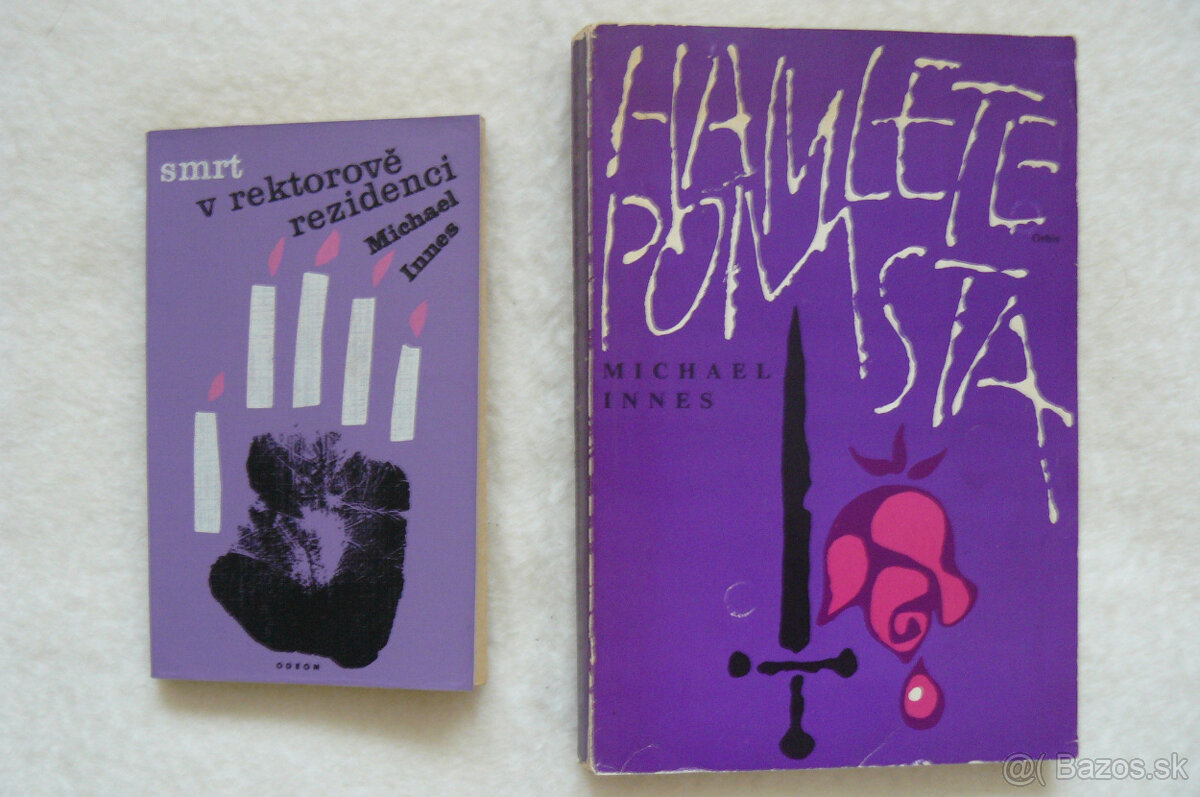 smrt
v rektorově
rezidenci
Michael
Innes
ODEON
HAMLETE
POMSTA
Orbis
MICHAEL
INNES
@( Bazos.sk